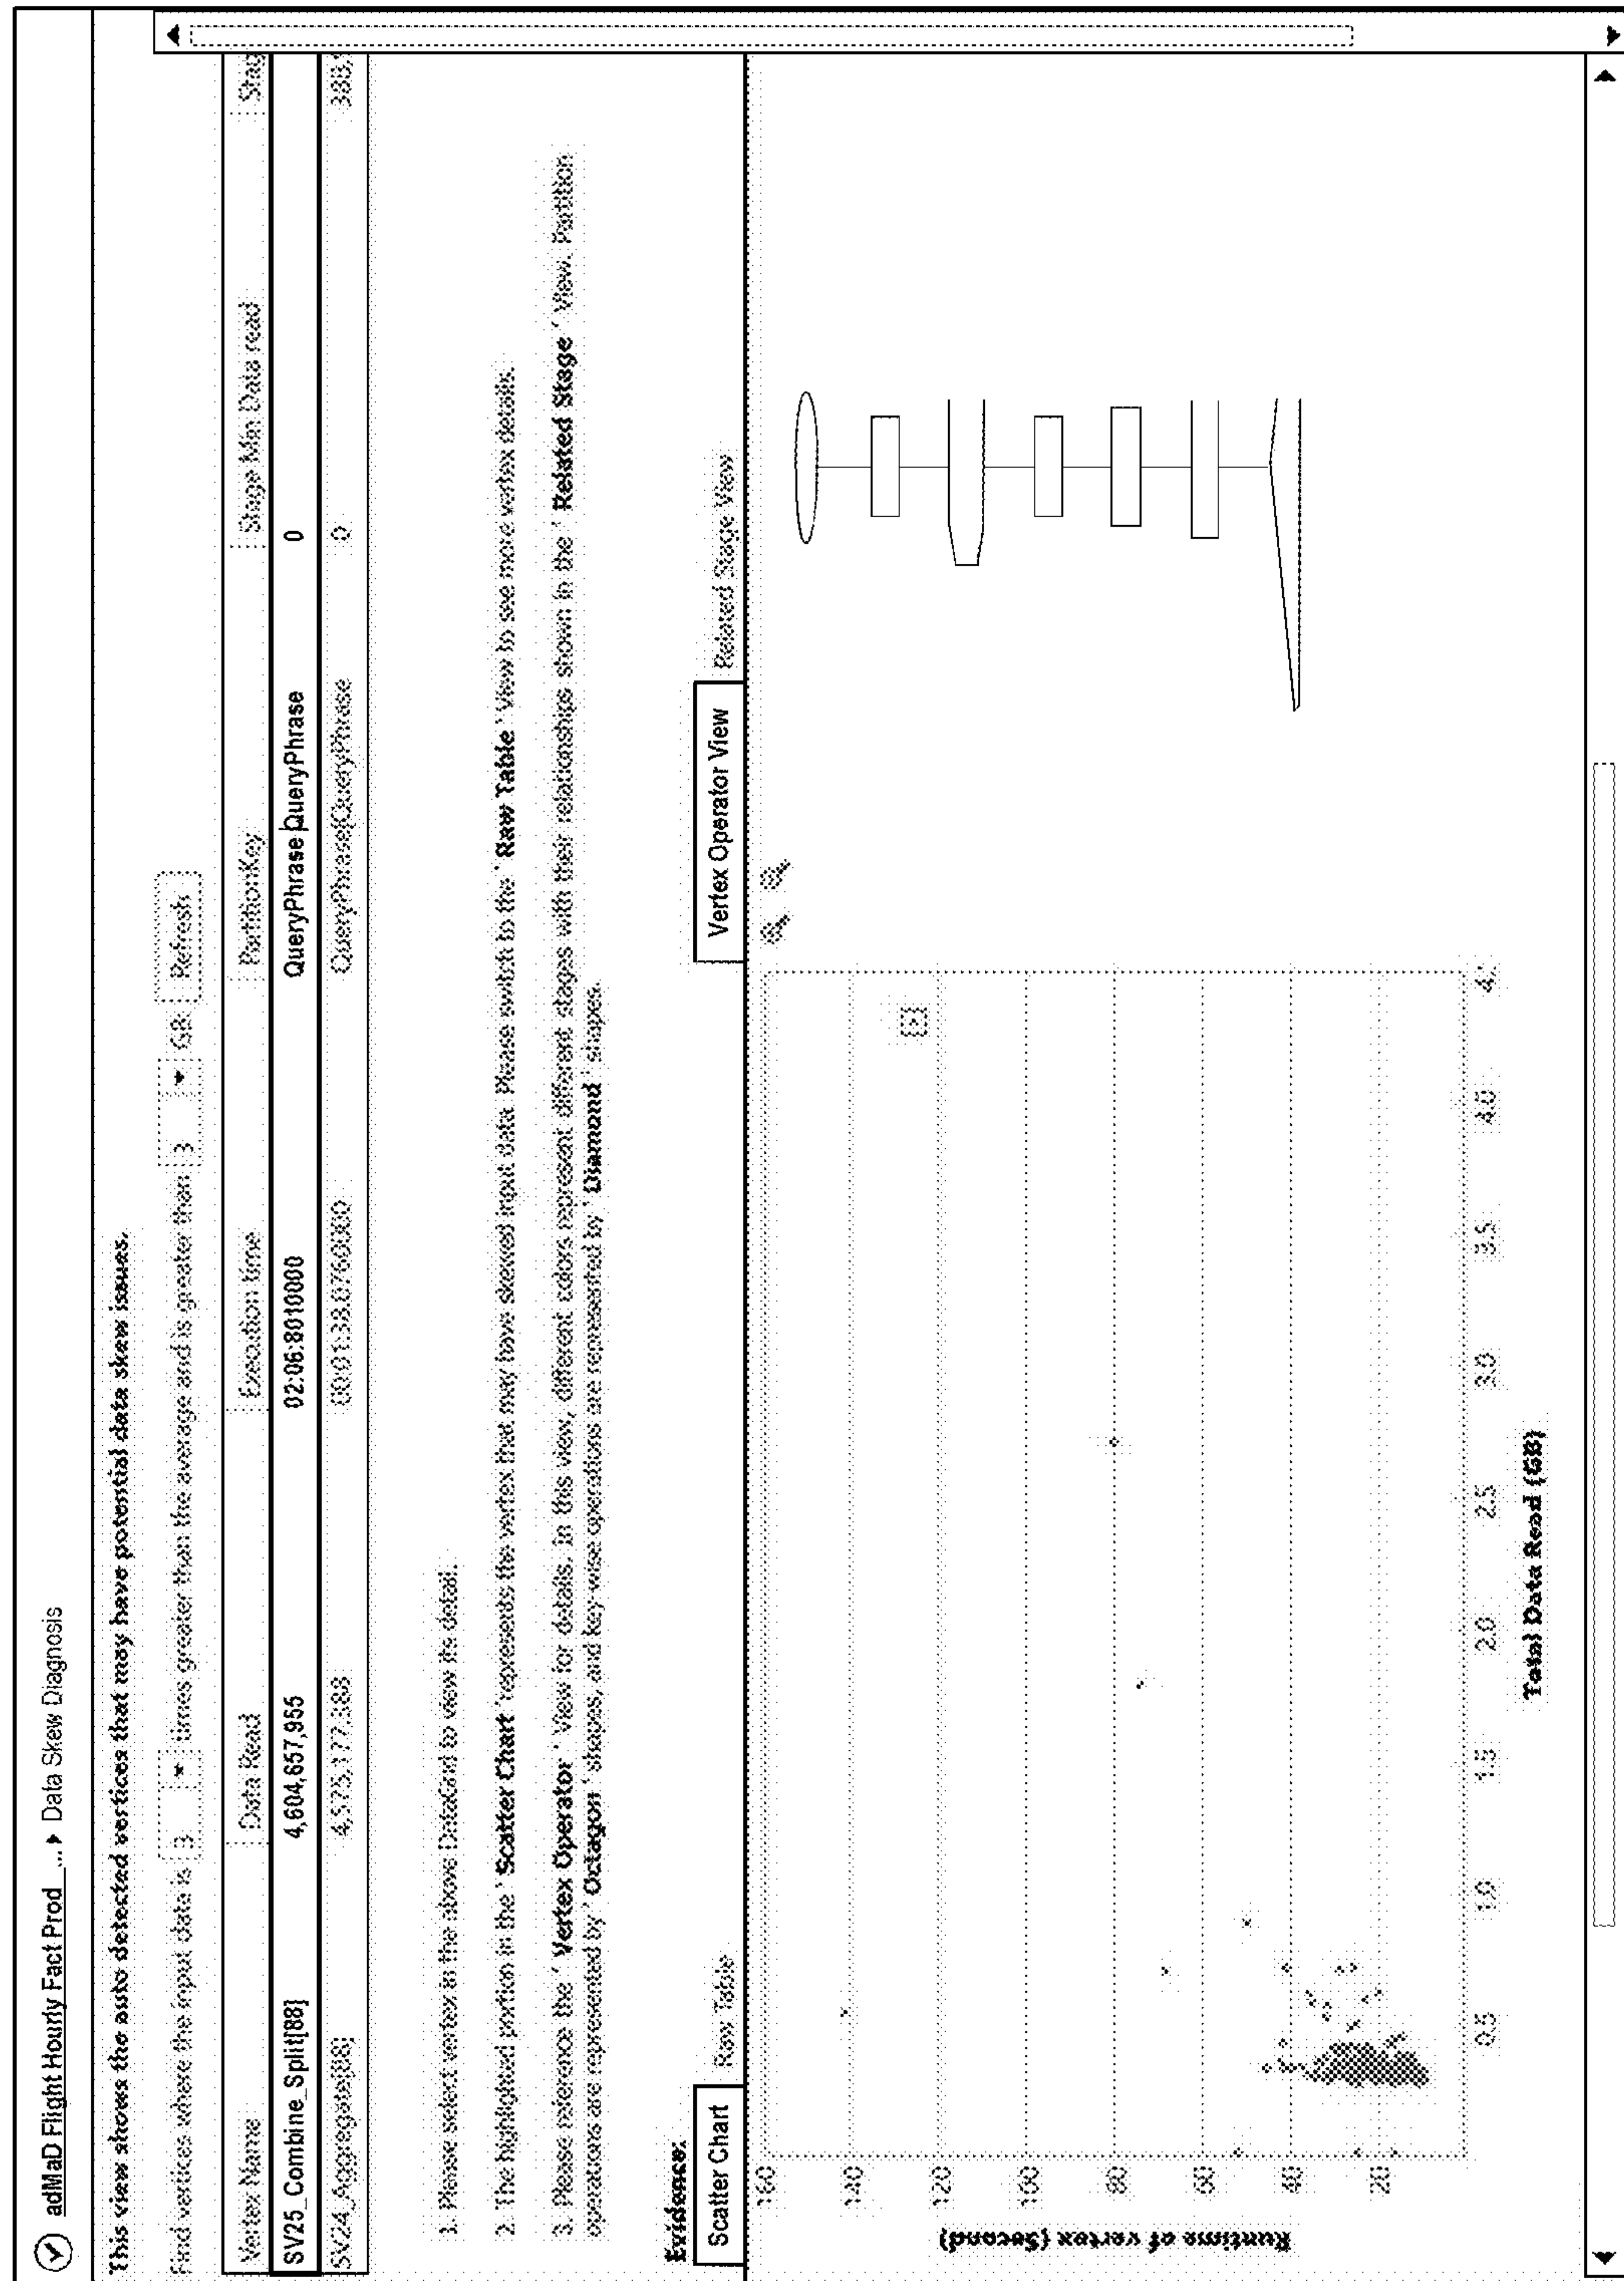 adMaD Flight Hourly Fact Prod_... ▸ Data Skew Diagnosis
This view shows the auto detected vertices that may have potential data skew issues.
Find vertices where the input data is 3 times greater than the average and is greater than 3 GB Refresh
Vertex Name Data Read Execution time PartitionKey Stage Min Data read Stag
SV25_Combine_Split[88] 4,604,657,955 02:06:8010000 QueryPhrase|QueryPhrase 0
SV24_Aggregate[88] 4,575,177,388 00:01:38.0760000 QueryPhrase|QueryPhrase 0 388,
1. Please select vertex in the above DataGrid to view its detail.
2. The highlighted portion in the ' Scatter Chart ' represents the vertex that may have skewed input data. Please switch to the ' Raw Table ' View to see more vertex details.
3. Please reference the ' Vertex Operator ' View for details. In this view, different colors represent different stages with their relationships shown in the ' Related Stage ' View. Partition
operations are represented by ' Octagon ' shapes, and key-wise operations are represented by ' Diamond ' shapes.
Evidence:
Scatter Chart Raw Table Vertex Operator View Related Stage View
160
140
120
100
80
60
40
20
Runtime of vertex (Second)
0.5 1.0 1.5 2.0 2.5 3.0 3.5 4.0
Total Data Read (GB)